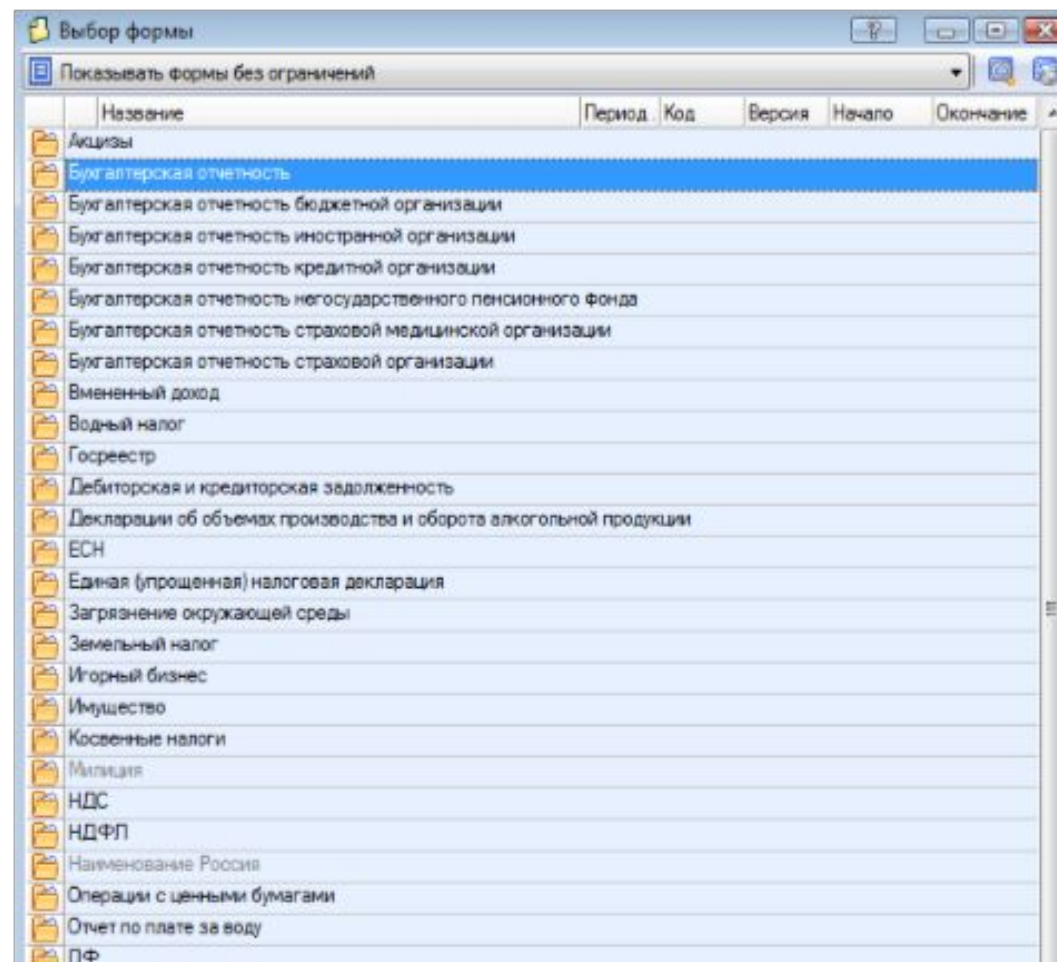 Выбор формы
Показывать формы без ограничений
Название Период Код Версия Начало Окончание
Акцизы
Бухгалтерская отчетность
Бухгалтерская отчетность бюджетной организации
Бухгалтерская отчетность иностранной организации
Бухгалтерская отчетность кредитной организации
Бухгалтерская отчетность негосударственного пенсионного фонда
Бухгалтерская отчетность страховой медицинской организации
Бухгалтерская отчетность страховой организации
Вмененный доход
Водный налог
Госреестр
Дебиторская и кредиторская задолженность
Декларации об объемах производства и оборота алкогольной продукции
ЕСН
Единая (упрощенная) налоговая декларация
Загрязнение окружающей среды
Земельный налог
Игорный бизнес
Имущество
Косвенные налоги
Милиция
НДС
НДФЛ
Наименование Россия
Операции с ценными бумагами
Отчет по плате за воду
ПФ